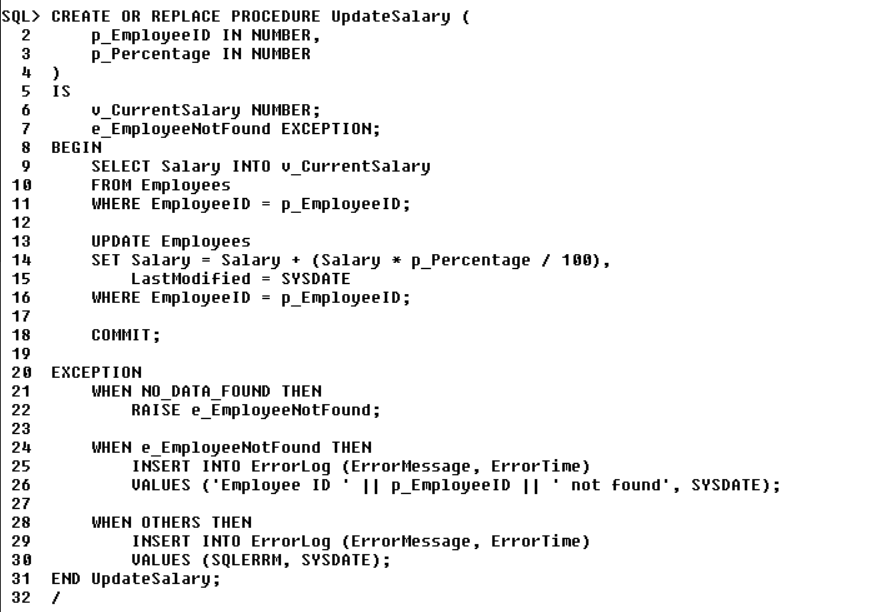 SQL> CREATE OR REPLACE PROCEDURE UpdateSalary (
  2      p_EmployeeID IN NUMBER,
  3      p_Percentage IN NUMBER
  4  )
  5  IS
  6      v_CurrentSalary NUMBER;
  7      e_EmployeeNotFound EXCEPTION;
  8  BEGIN
  9      SELECT Salary INTO v_CurrentSalary
 10      FROM Employees
 11      WHERE EmployeeID = p_EmployeeID;
 12
 13      UPDATE Employees
 14      SET Salary = Salary + (Salary * p_Percentage / 100),
 15          LastModified = SYSDATE
 16      WHERE EmployeeID = p_EmployeeID;
 17
 18      COMMIT;
 19
 20  EXCEPTION
 21      WHEN NO_DATA_FOUND THEN
 22          RAISE e_EmployeeNotFound;
 23
 24      WHEN e_EmployeeNotFound THEN
 25          INSERT INTO ErrorLog (ErrorMessage, ErrorTime)
 26          VALUES ('Employee ID ' || p_EmployeeID || ' not found', SYSDATE);
 27
 28      WHEN OTHERS THEN
 29          INSERT INTO ErrorLog (ErrorMessage, ErrorTime)
 30          VALUES (SQLERRM, SYSDATE);
 31  END UpdateSalary;
 32  /